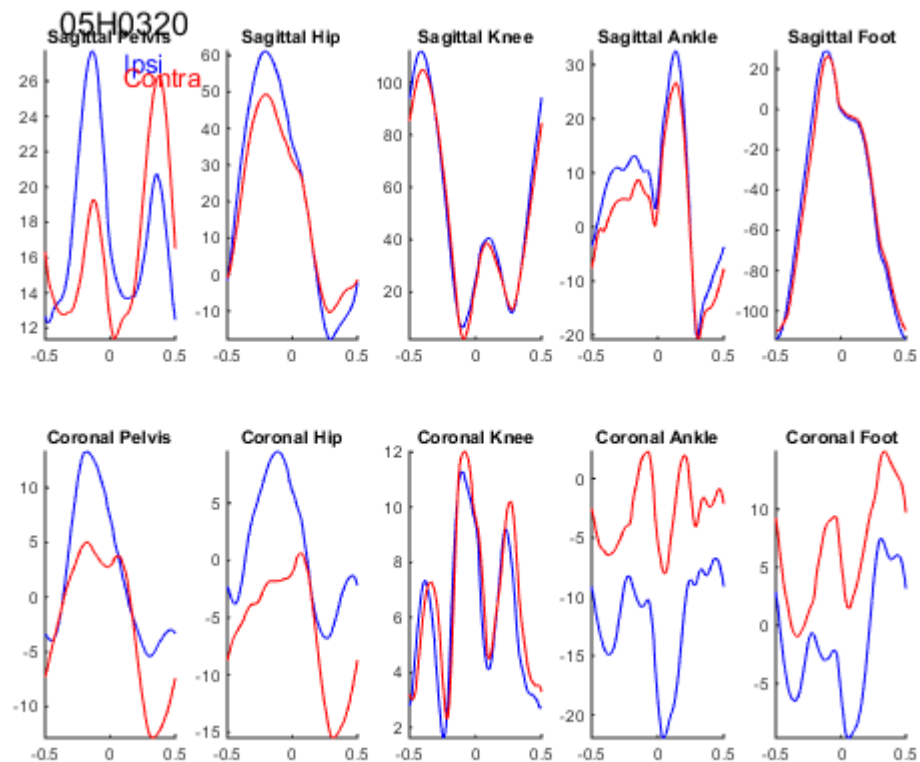 05H0320
Sagittal Pelvis
Sagittal Hip
Sagittal Knee
Sagittal Ankle
Sagittal Foot
Ipsi
Contra
26
24
22
20
18
16
14
12
-0.5 0 0.5
60
50
40
30
20
10
0
-10
-0.5 0 0.5
100
80
60
40
20
-0.5 0 0.5
30
20
10
0
-10
-20
-0.5 0 0.5
20
0
-20
-40
-60
-80
-100
-0.5 0 0.5
Coronal Pelvis
Coronal Hip
Coronal Knee
Coronal Ankle
Coronal Foot
10
5
0
-5
-10
-0.5 0 0.5
5
0
-5
-10
-15
-0.5 0 0.5
12
10
8
6
4
2
-0.5 0 0.5
0
-5
-10
-15
-20
-0.5 0 0.5
10
5
0
-5
-0.5 0 0.5